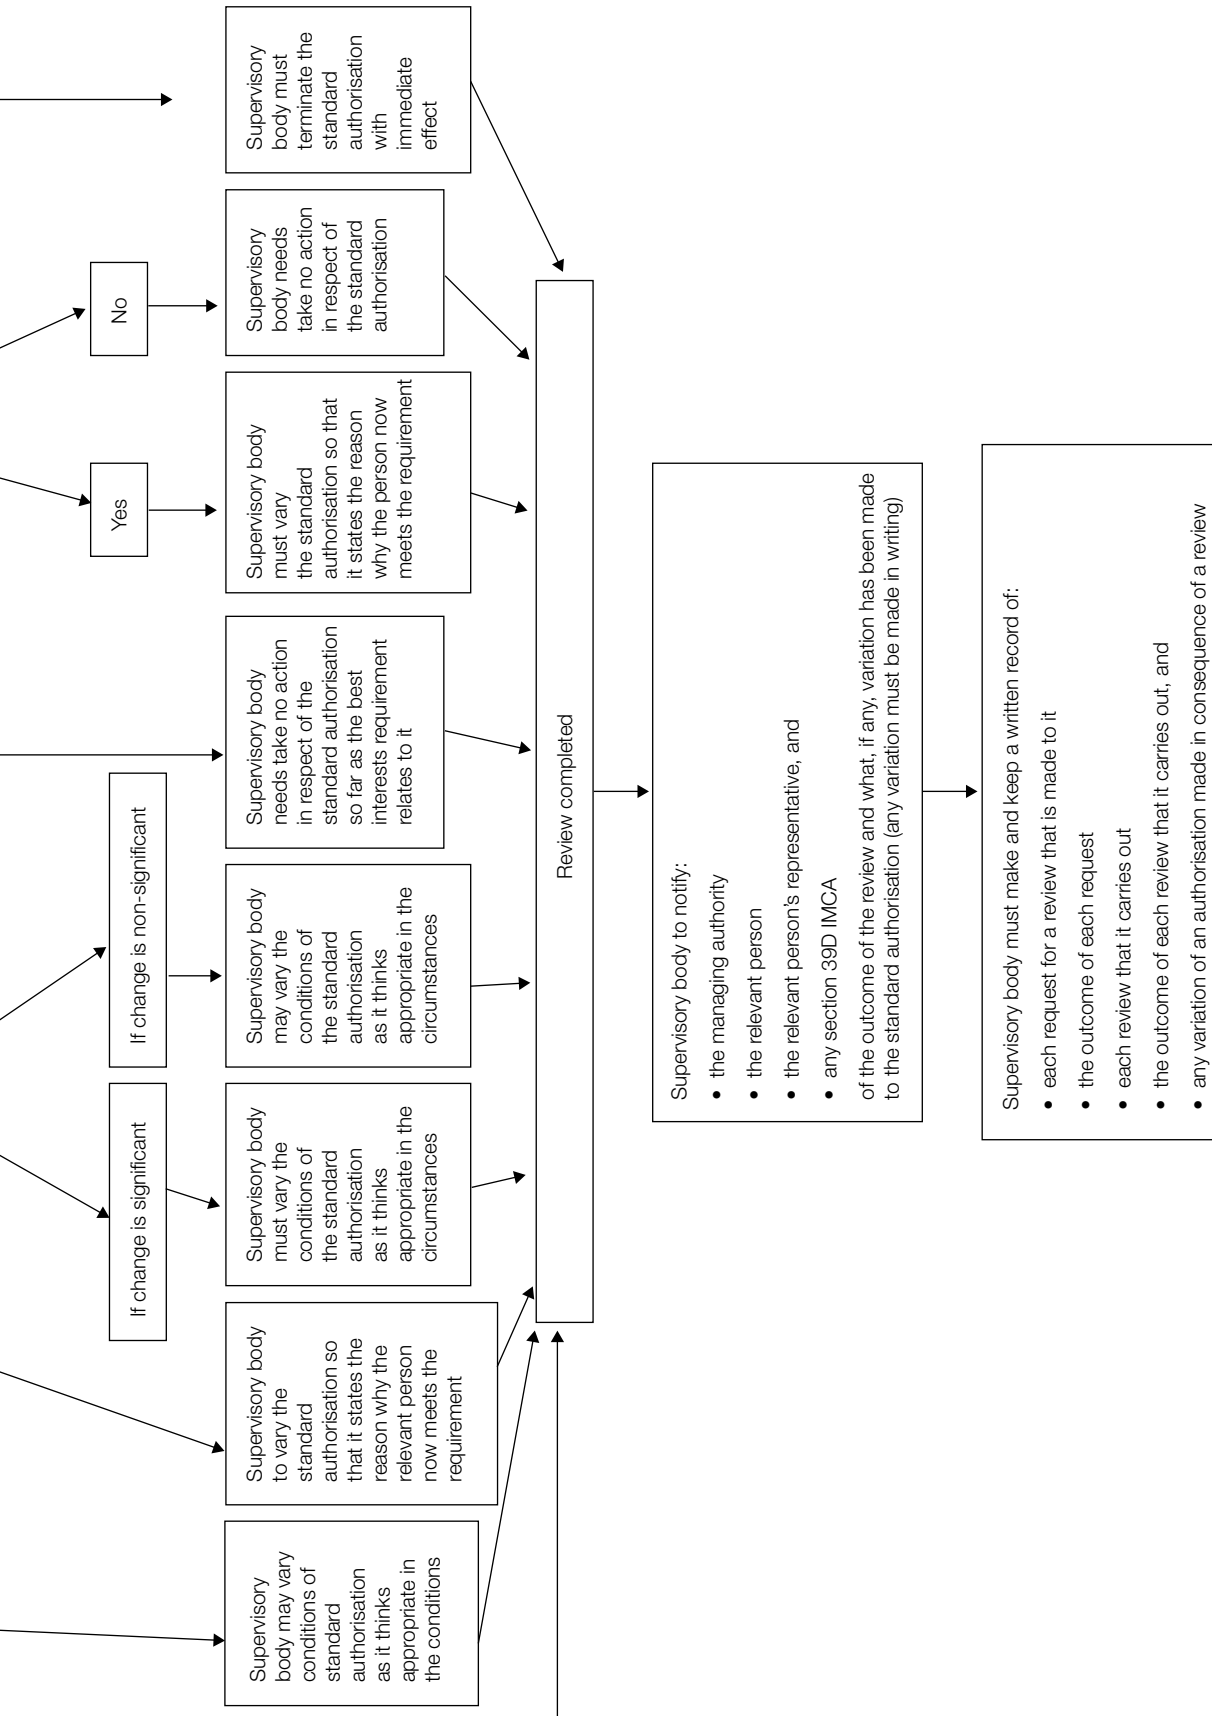 If change is significant
If change is non-significant
Yes
No
Supervisory
body may vary
conditions of
standard
authorisation
as it thinks
appropriate in
the conditions
Supervisory body
to vary the
standard
authorisation so
that it states the
reason why the
relevant person
now meets the
requirement
Supervisory body
must vary the
conditions of
the standard
authorisation
as it thinks
appropriate in the
circumstances
Supervisory body
may vary the
conditions of
the standard
authorisation
as it thinks
appropriate in the
circumstances
Supervisory body
needs take no action
in respect of the
standard authorisation
so far as the best
interests requirement
relates to it
Supervisory body
must vary
the standard
authorisation so that
it states the reason
why the person now
meets the requirement
Supervisory
body needs
take no action
in respect of
the standard
authorisation
Supervisory
body must
terminate the
standard
authorisation
with
immediate
effect
Review completed
Supervisory body to notify:
• the managing authority
• the relevant person
• the relevant person's representative, and
• any section 39D IMCA
of the outcome of the review and what, if any, variation has been made
to the standard authorisation (any variation must be made in writing)
Supervisory body must make and keep a written record of:
• each request for a review that is made to it
• the outcome of each request
• each review that it carries out
• the outcome of each review that it carries out, and
• any variation of an authorisation made in consequence of a review